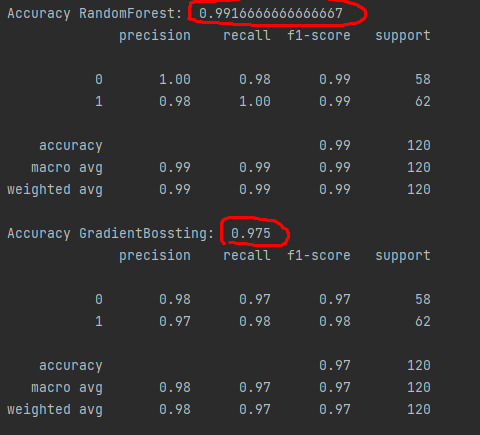 Accuracy RandomForest: 0.9916666666666667
precision recall f1-score support
0 1.00 0.98 0.99 58
1 0.98 1.00 0.99 62
accuracy 0.99 120
macro avg 0.99 0.99 0.99 120
weighted avg 0.99 0.99 0.99 120
Accuracy GradientBossting: 0.975
precision recall f1-score support
0 0.98 0.97 0.97 58
1 0.97 0.98 0.98 62
accuracy 0.97 120
macro avg 0.98 0.97 0.97 120
weighted avg 0.98 0.97 0.97 120